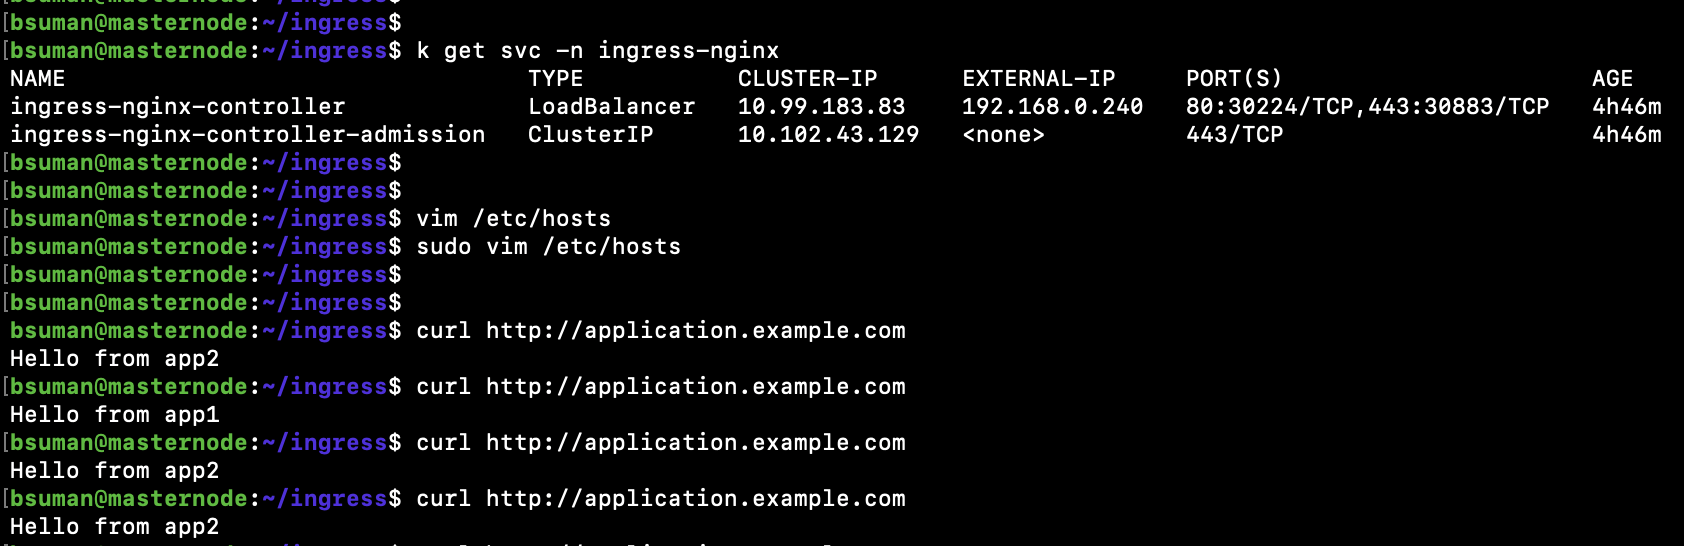 [bsuman@masternode:~/ingress$
[bsuman@masternode:~/ingress$ k get svc -n ingress-nginx
NAME TYPE CLUSTER-IP EXTERNAL-IP PORT(S) AGE
ingress-nginx-controller LoadBalancer 10.99.183.83 192.168.0.240 80:30224/TCP,443:30883/TCP 4h46m
ingress-nginx-controller-admission ClusterIP 10.102.43.129 <none> 443/TCP 4h46m
[bsuman@masternode:~/ingress$
[bsuman@masternode:~/ingress$
[bsuman@masternode:~/ingress$ vim /etc/hosts
[bsuman@masternode:~/ingress$ sudo vim /etc/hosts
[bsuman@masternode:~/ingress$
[bsuman@masternode:~/ingress$
bsuman@masternode:~/ingress$ curl http://application.example.com
Hello from app2
[bsuman@masternode:~/ingress$ curl http://application.example.com
Hello from app1
[bsuman@masternode:~/ingress$ curl http://application.example.com
Hello from app2
[bsuman@masternode:~/ingress$ curl http://application.example.com
Hello from app2